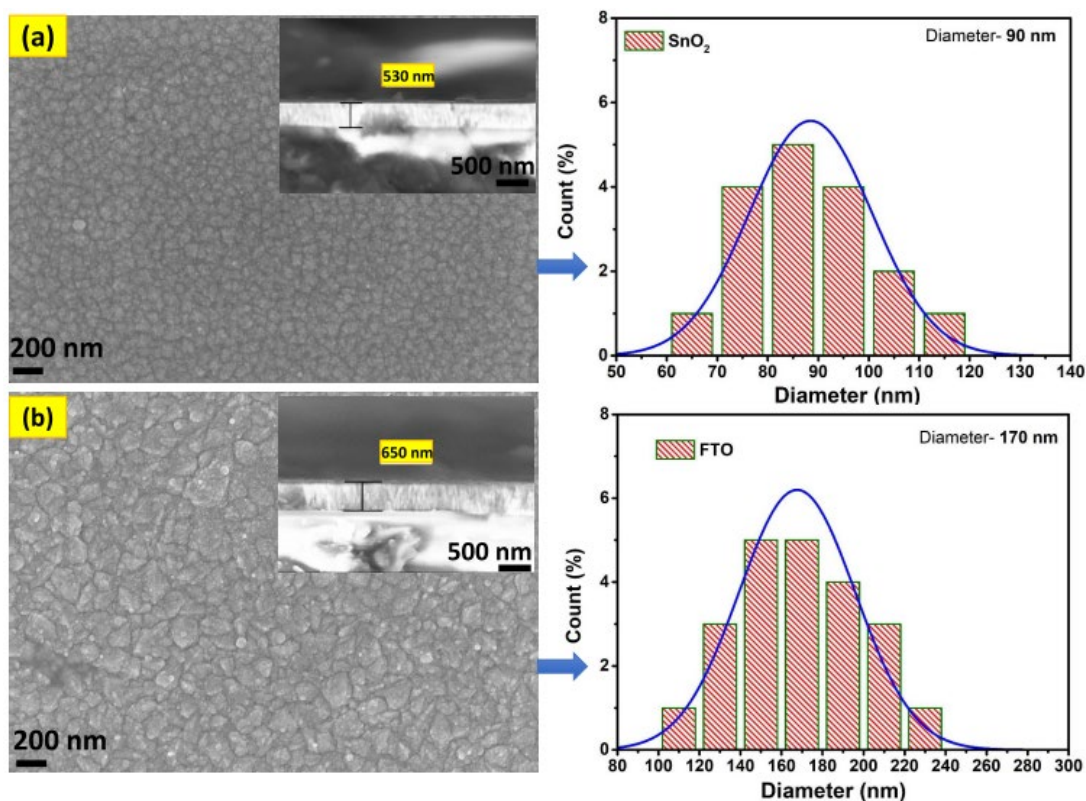 (a)
530 nm
500 nm
200 nm
SnO₂
Diameter- 90 nm
Count (%)
8
6
4
2
0
50 60 70 80 90 100 110 120 130 140
Diameter (nm)
(b)
650 nm
500 nm
200 nm
FTO
Diameter- 170 nm
Count (%)
8
6
4
2
0
80 100 120 140 160 180 200 220 240 260 280 300
Diameter (nm)